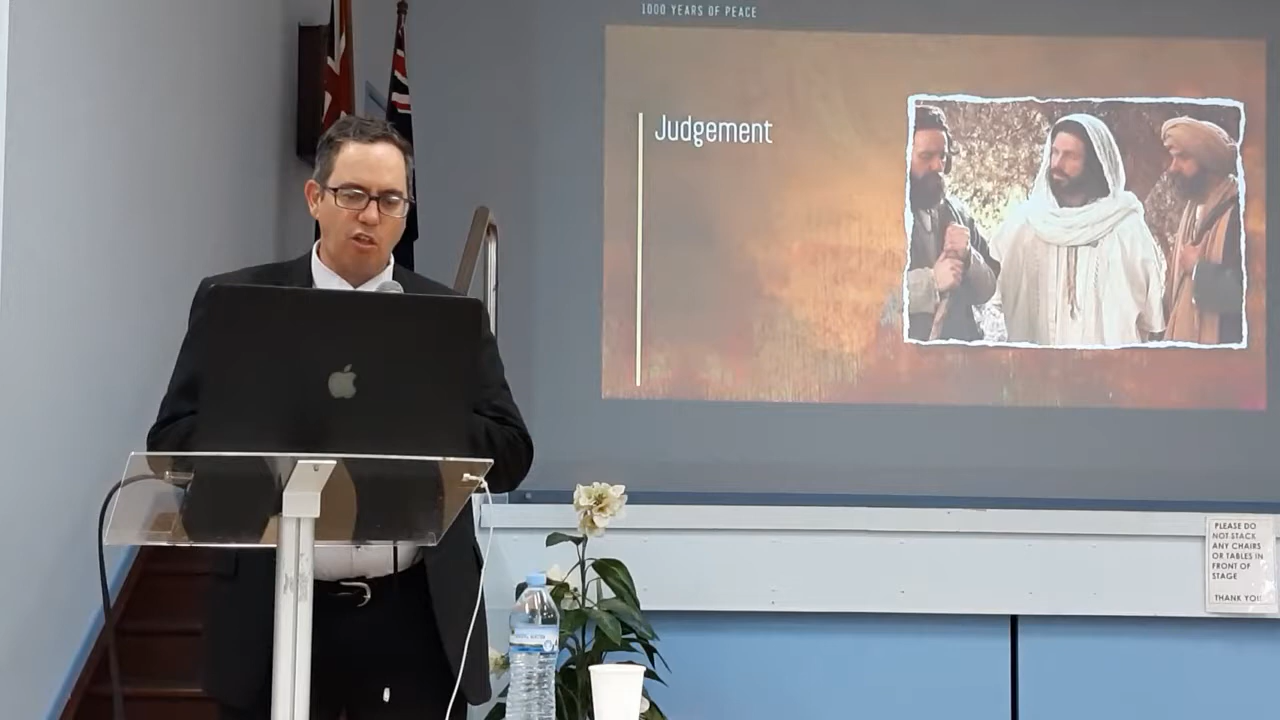 1000 YEARS OF PEACE
Judgement
PLEASE DO
NOT STACK
ANY CHAIRS
OR TABLES IN
FRONT OF
STAGE
THANK YOU